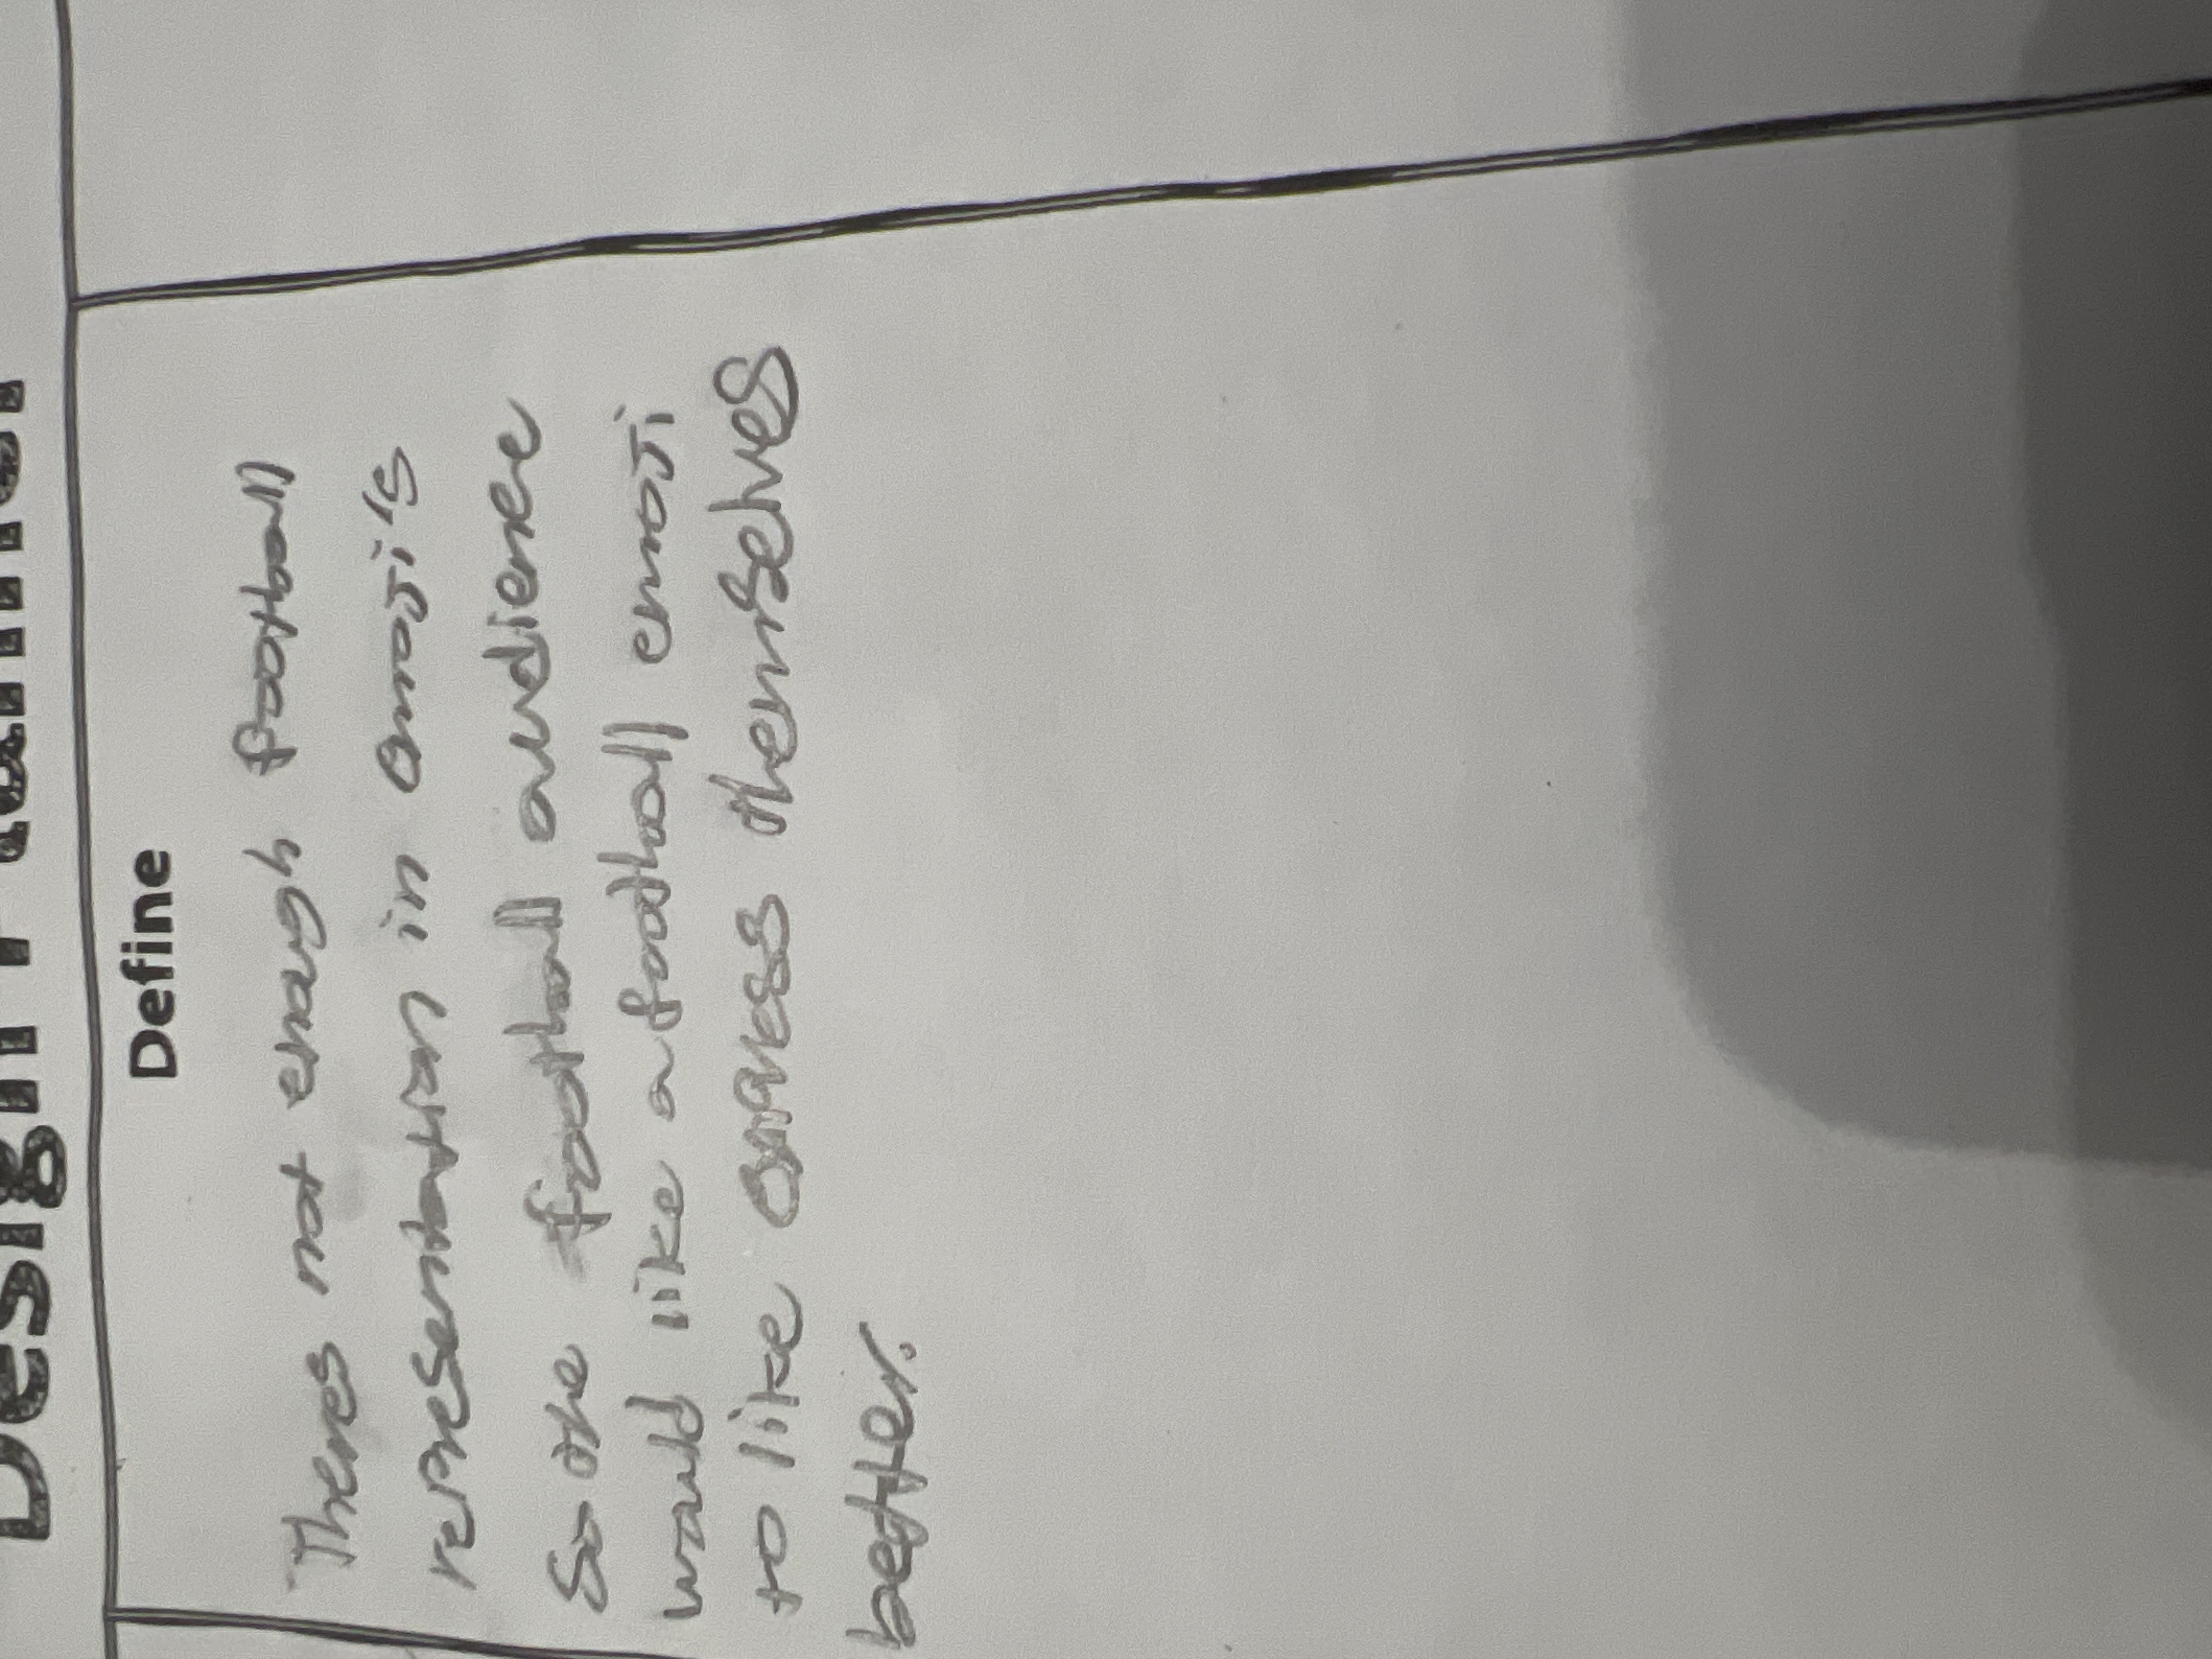 Design Planner
Define
Theres not enough football
representation in emoji's
So the football audience
would like a football emoji
to like express themselves
better.